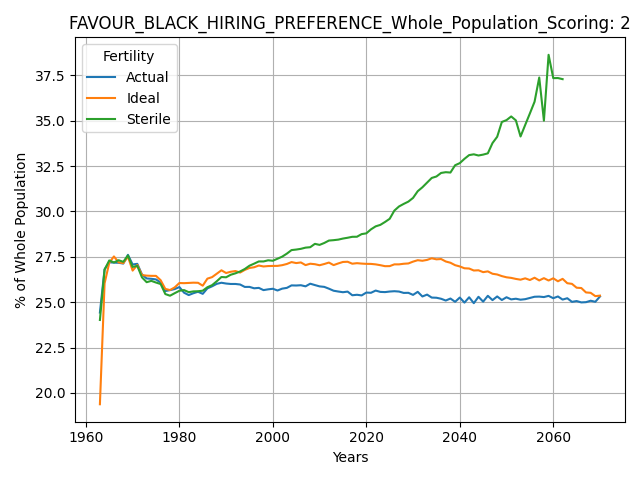 FAVOUR_BLACK_HIRING_PREFERENCE_Whole_Population_Scoring: 2
Fertility
Actual
Ideal
Sterile
% of Whole Population
37.5
35.0
32.5
30.0
27.5
25.0
22.5
20.0
1960
1980
2000
2020
2040
2060
Years